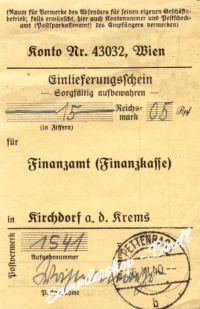 (Raum für Vermerke des Absenders für seinen eigenen Geschäfts-
betrieb; falls erwünscht, hier auch Kontonummer und Postscheck-
amt (Postsparkassenamt) des Empfängers vermerken)
Konto Nr. 43032, Wien
Einlieferungsschein
— Sorgfältig aufbewahren —
15 Reichs- 05 Rpf
(in Ziffern) mark
für
Finanzamt (Finanzkasse)
in Kirchdorf a. d. Krems
Postvermerk
1541
Aufgabenummer